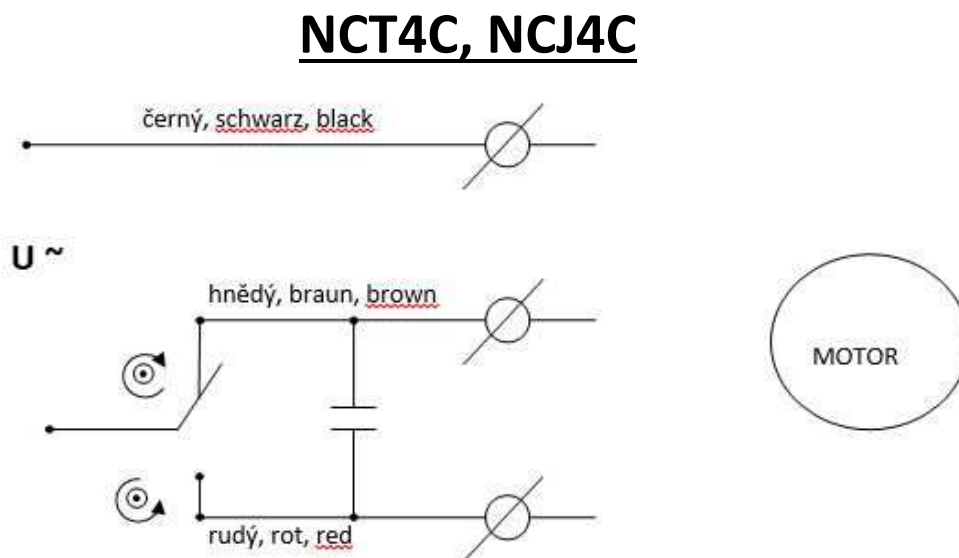 NCT4C, NCJ4C
černý, schwarz, black
U ~
hnědý, braun, brown
MOTOR
rudý, rot, red